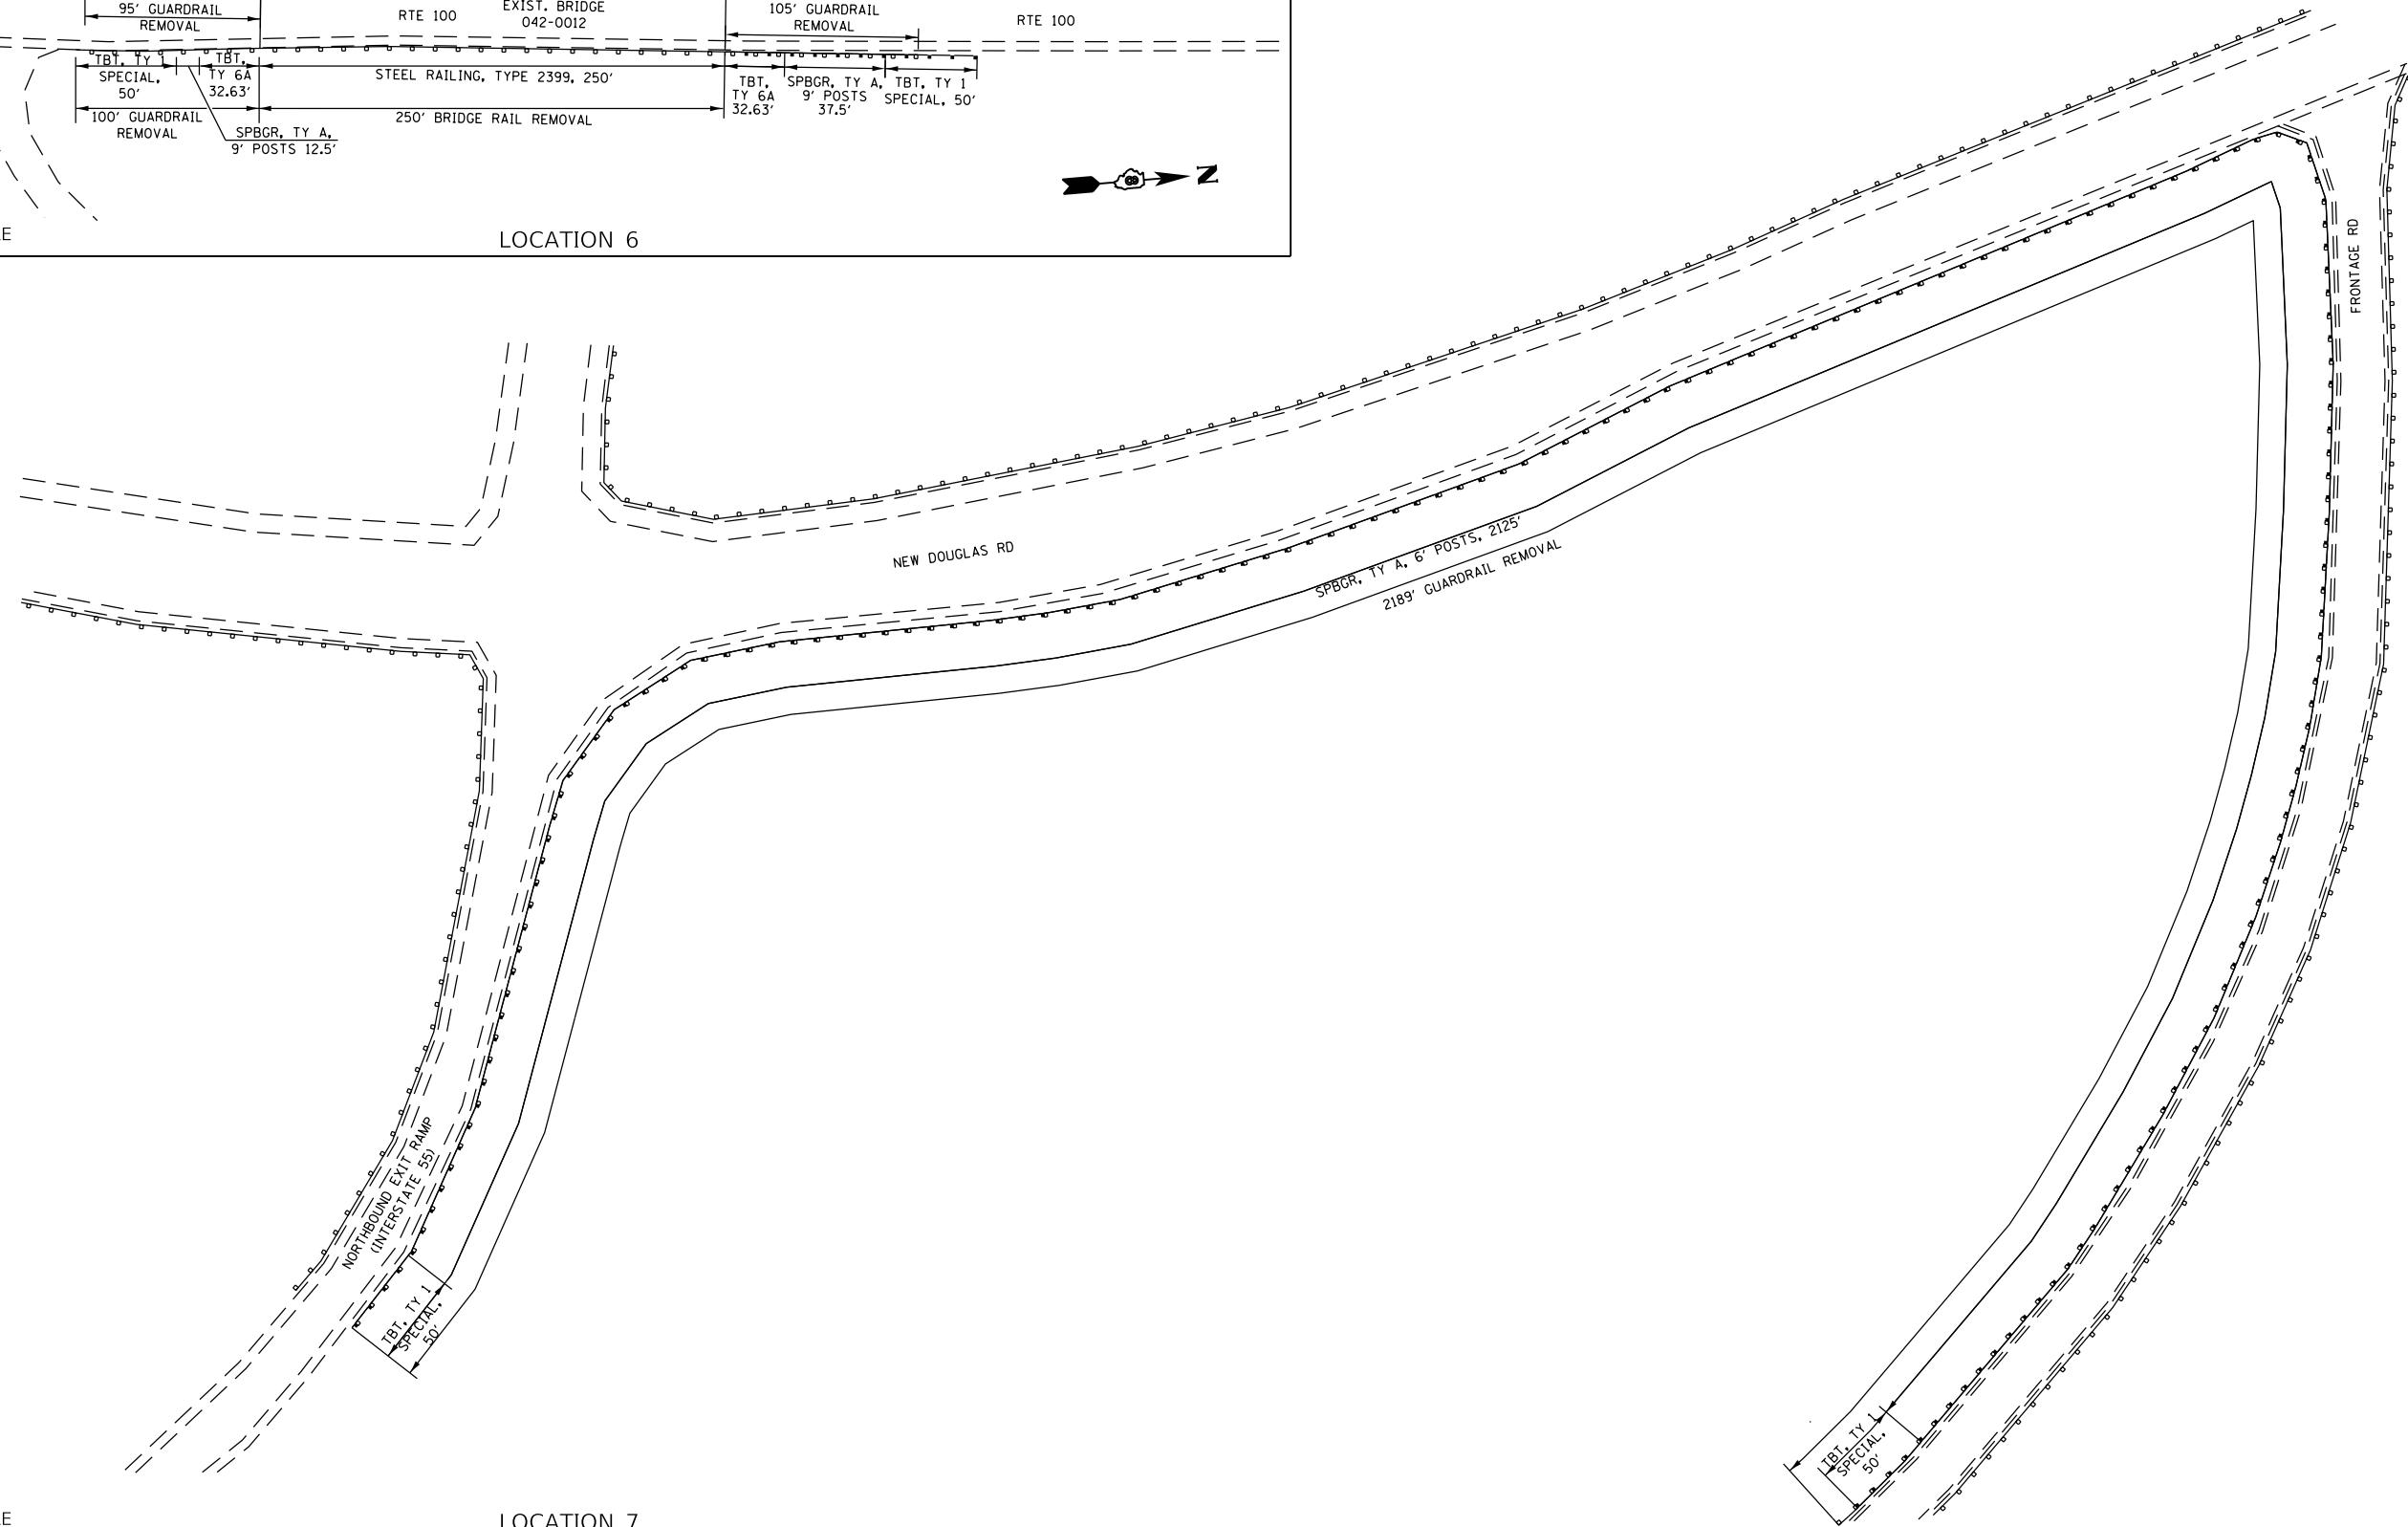 95' GUARDRAIL
REMOVAL
RTE 100
EXIST. BRIDGE
042-0012
105' GUARDRAIL
REMOVAL
RTE 100
TBT, TY 1
SPECIAL,
50'
TBT,
TY 6A
32.63'
STEEL RAILING, TYPE 2399, 250'
TBT,
TY 6A
32.63'
SPBGR, TY A,
9' POSTS
37.5'
TBT, TY 1
SPECIAL, 50'
100' GUARDRAIL
REMOVAL
250' BRIDGE RAIL REMOVAL
SPBGR, TY A,
9' POSTS 12.5'
N
LOCATION 6
FRONTAGE RD
NEW DOUGLAS RD
SPBGR, TY A, 6' POSTS, 2125'
2189' GUARDRAIL REMOVAL
NORTHBOUND EXIT RAMP
(INTERSTATE 55)
TBT, TY 1
SPECIAL,
50'
TBT, TY 1
SPECIAL,
50'
LOCATION 7